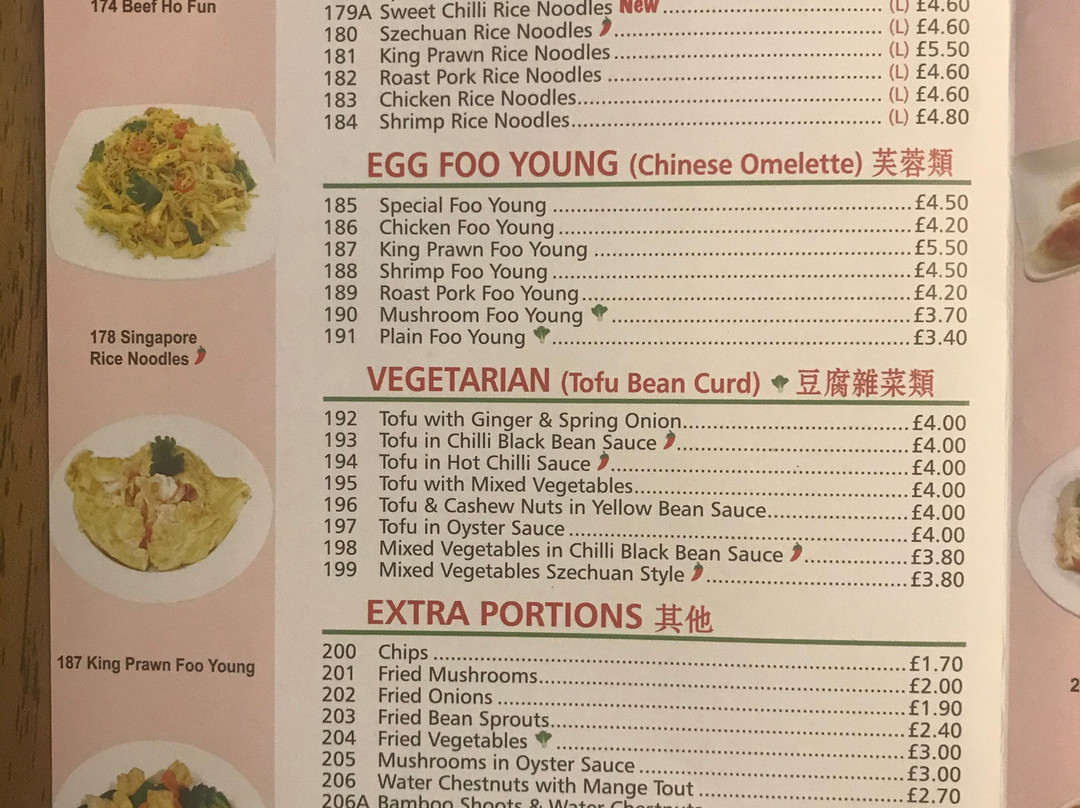 174 Beef Ho Fun
179A Sweet Chilli Rice Noodles New (L) £4.60
180 Szechuan Rice Noodles (L) £4.60
181 King Prawn Rice Noodles (L) £5.50
182 Roast Pork Rice Noodles (L) £4.60
183 Chicken Rice Noodles (L) £4.60
184 Shrimp Rice Noodles (L) £4.80
EGG FOO YOUNG (Chinese Omelette) 芙蓉類
185 Special Foo Young £4.50
186 Chicken Foo Young £4.20
187 King Prawn Foo Young £5.50
188 Shrimp Foo Young £4.50
189 Roast Pork Foo Young £4.20
190 Mushroom Foo Young £3.70
191 Plain Foo Young £3.40
178 Singapore
Rice Noodles
VEGETARIAN (Tofu Bean Curd) 豆腐雜菜類
192 Tofu with Ginger & Spring Onion £4.00
193 Tofu in Chilli Black Bean Sauce £4.00
194 Tofu in Hot Chilli Sauce £4.00
195 Tofu with Mixed Vegetables £4.00
196 Tofu & Cashew Nuts in Yellow Bean Sauce £4.00
197 Tofu in Oyster Sauce £4.00
198 Mixed Vegetables in Chilli Black Bean Sauce £3.80
199 Mixed Vegetables Szechuan Style £3.80
187 King Prawn Foo Young
EXTRA PORTIONS 其他
200 Chips £1.70
201 Fried Mushrooms £2.00
202 Fried Onions £1.90
203 Fried Bean Sprouts £2.40
204 Fried Vegetables £3.00
205 Mushrooms in Oyster Sauce £3.00
206 Water Chestnuts with Mange Tout £2.70
206A Bamboo Shoots & Water Chestnuts
2